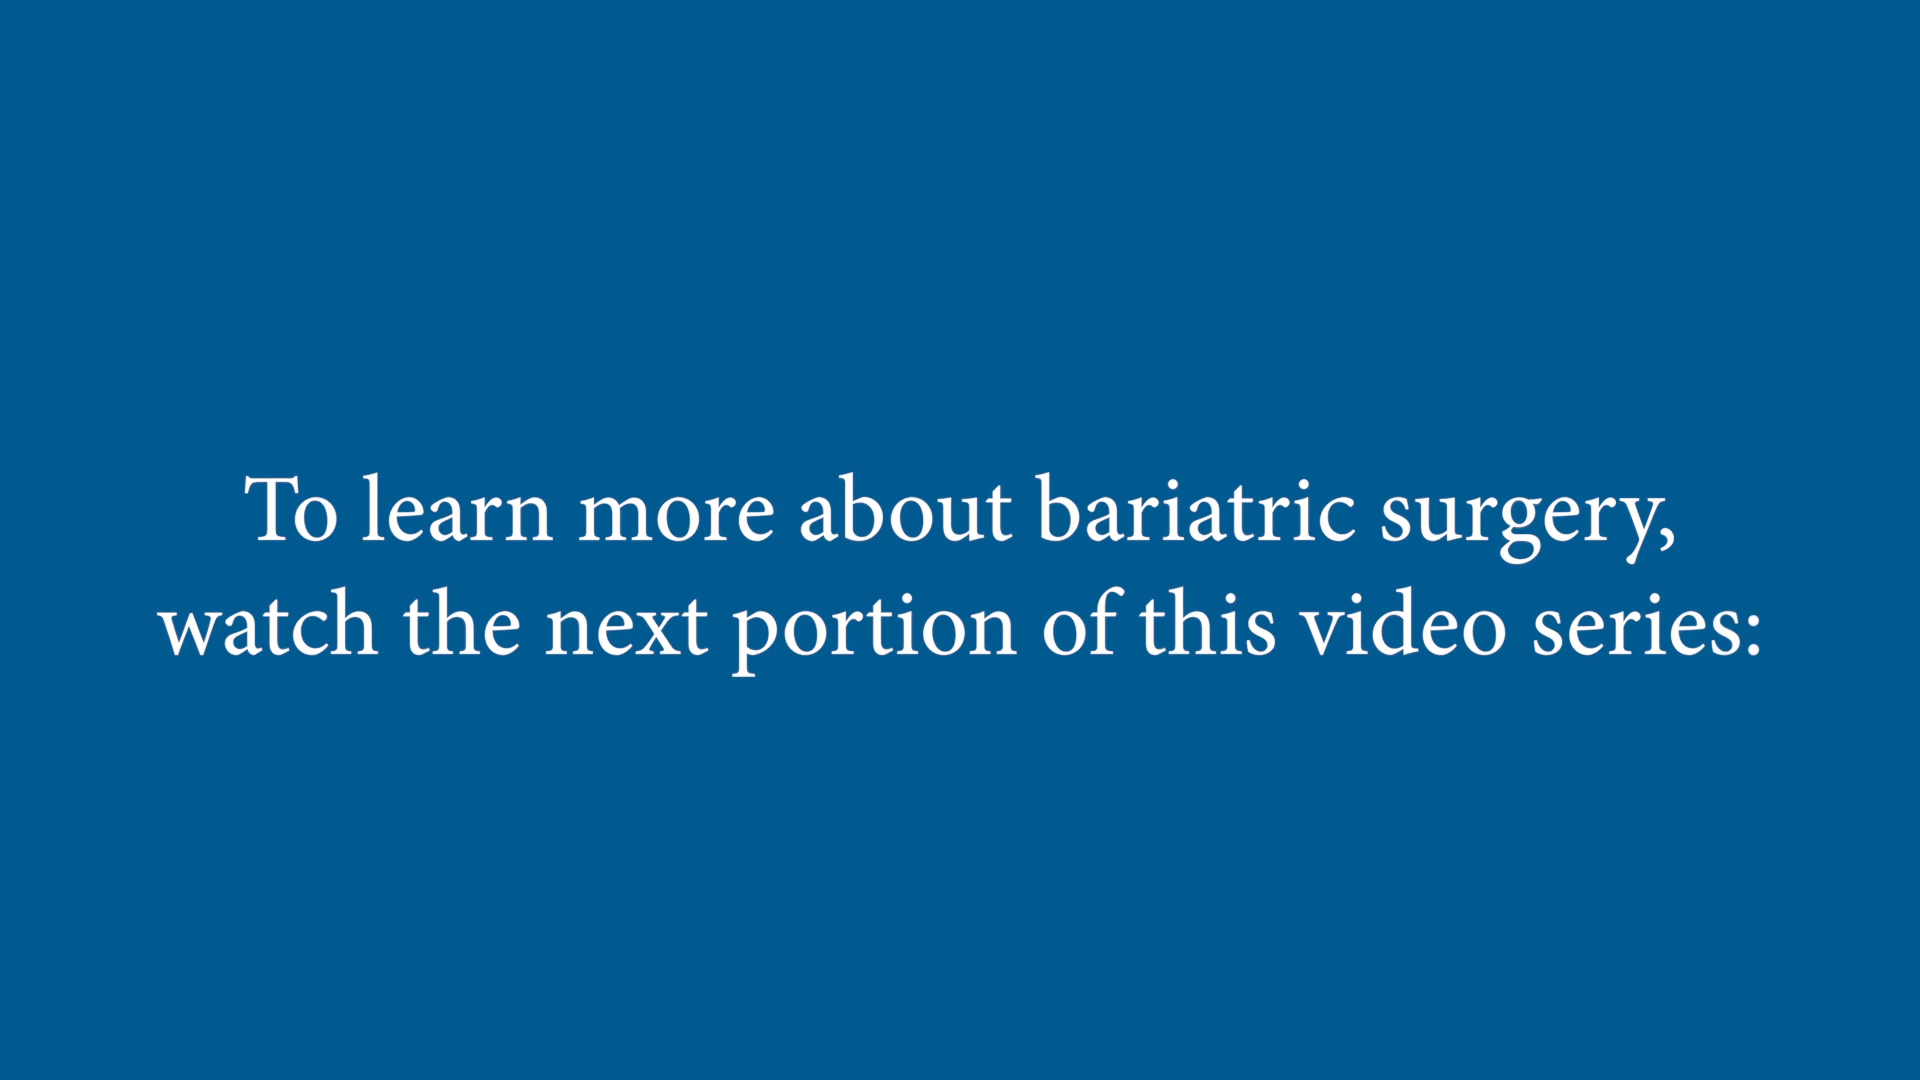 To learn more about bariatric surgery,
watch the next portion of this video series: